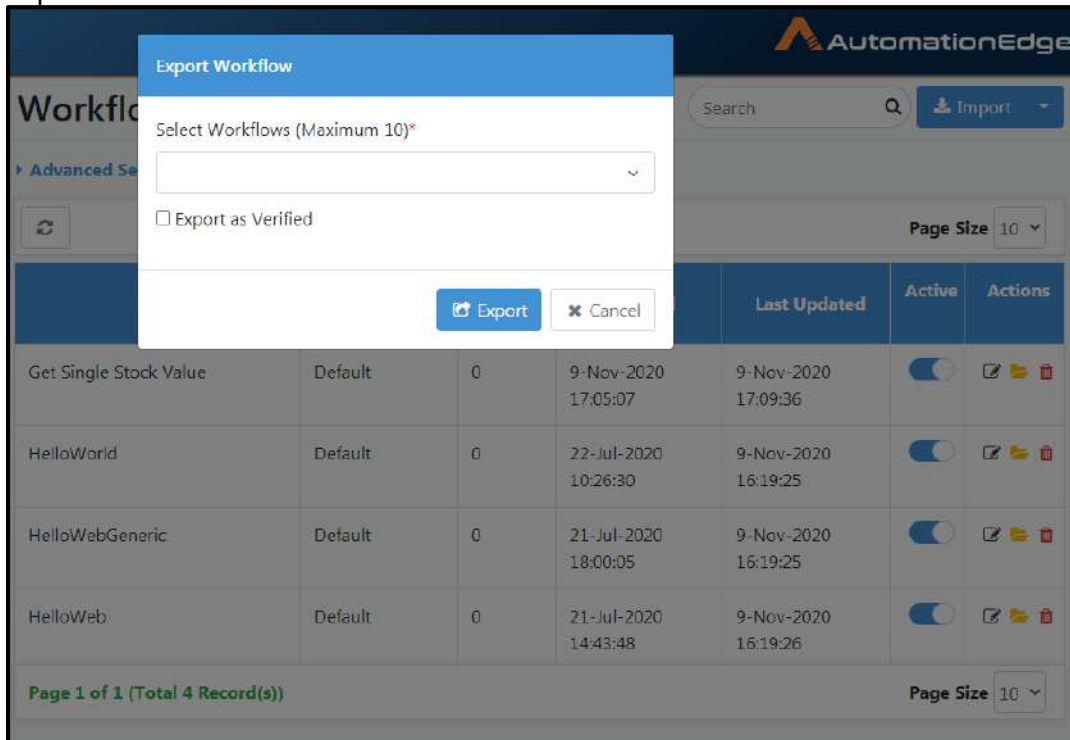 AutomationEdge
Export Workflow
Workflo
Search
Import
Select Workflows (Maximum 10)*
Advanced Se
Export as Verified
Page Size 10
Export
Cancel
Last Updated
Active
Actions
Get Single Stock Value Default 0 9-Nov-2020 9-Nov-2020
17:05:07 17:09:36
HelloWorld Default 0 22-Jul-2020 9-Nov-2020
10:26:30 16:19:25
HelloWebGeneric Default 0 21-Jul-2020 9-Nov-2020
18:00:05 16:19:25
HelloWeb Default 0 21-Jul-2020 9-Nov-2020
14:43:48 16:19:26
Page 1 of 1 (Total 4 Record(s)) Page Size 10